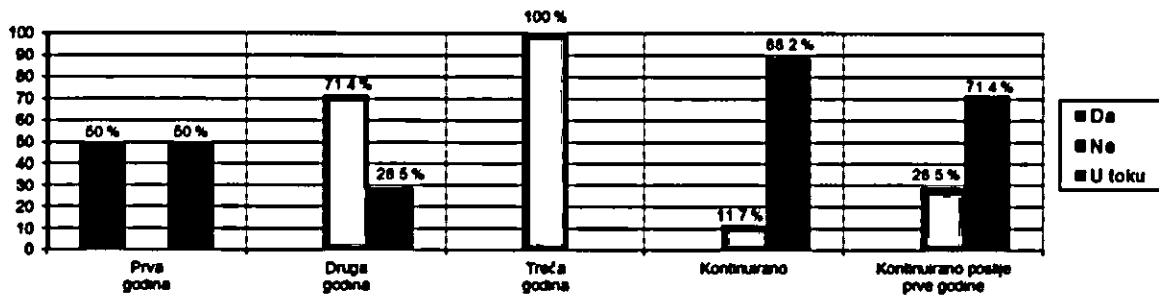 100 %
100
90
80
70
60
50
40
30
20
10
0
50 %
50 %
71 4 %
28 5 %
11 7 %
88 2 %
28 5 %
71 4 %
Da
Ne
U toku
Prva
godina
Druga
godina
Treća
godina
Kontinuirano
Kontinuirano poslije
prve godine